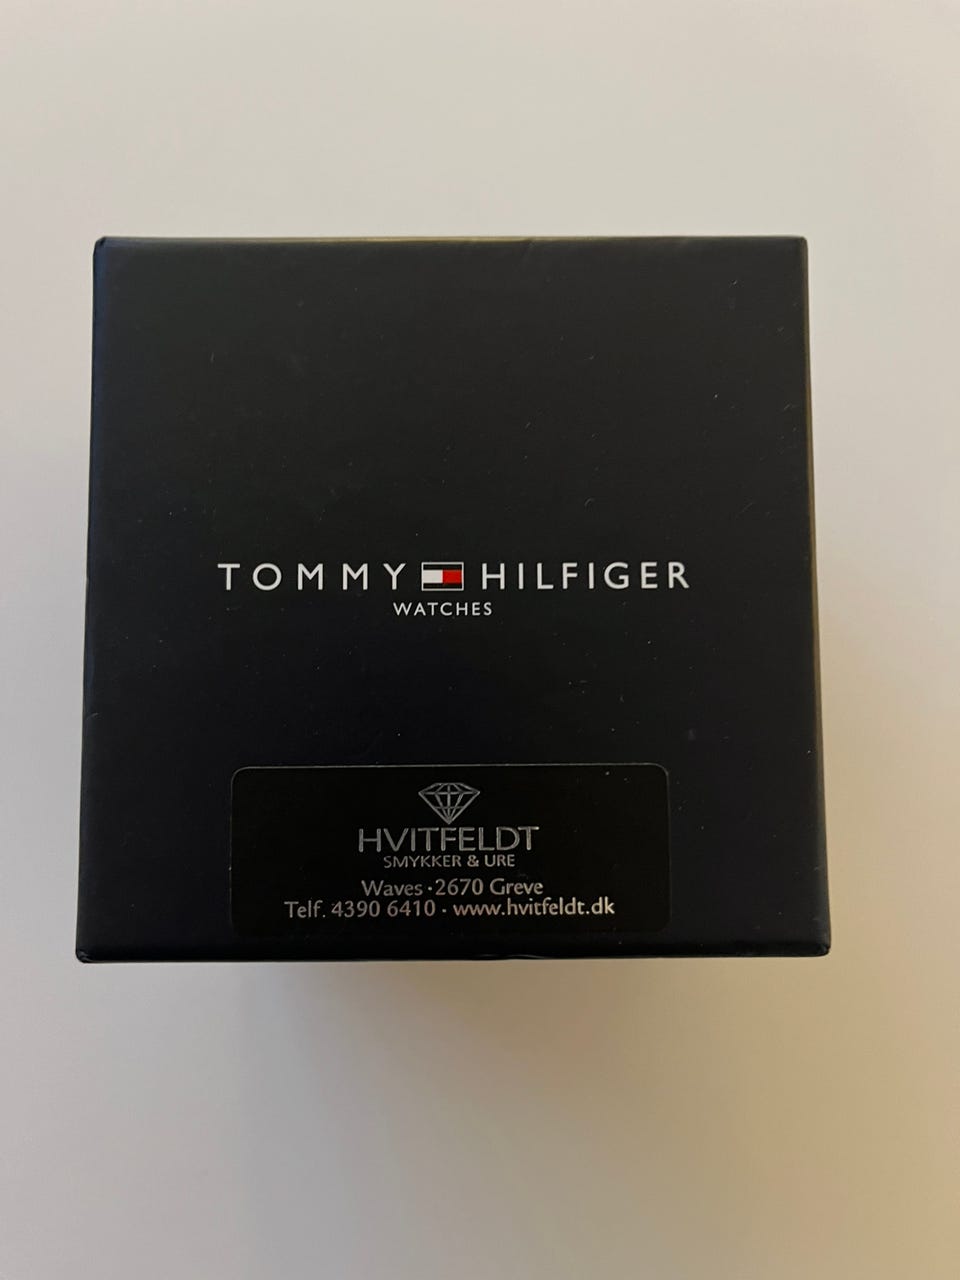 TOMMY HILFIGER
WATCHES
HVITFELDT
SMYKKER & URE
Waves · 2670 Greve
Telf. 4390 6410 · www.hvitfeldt.dk